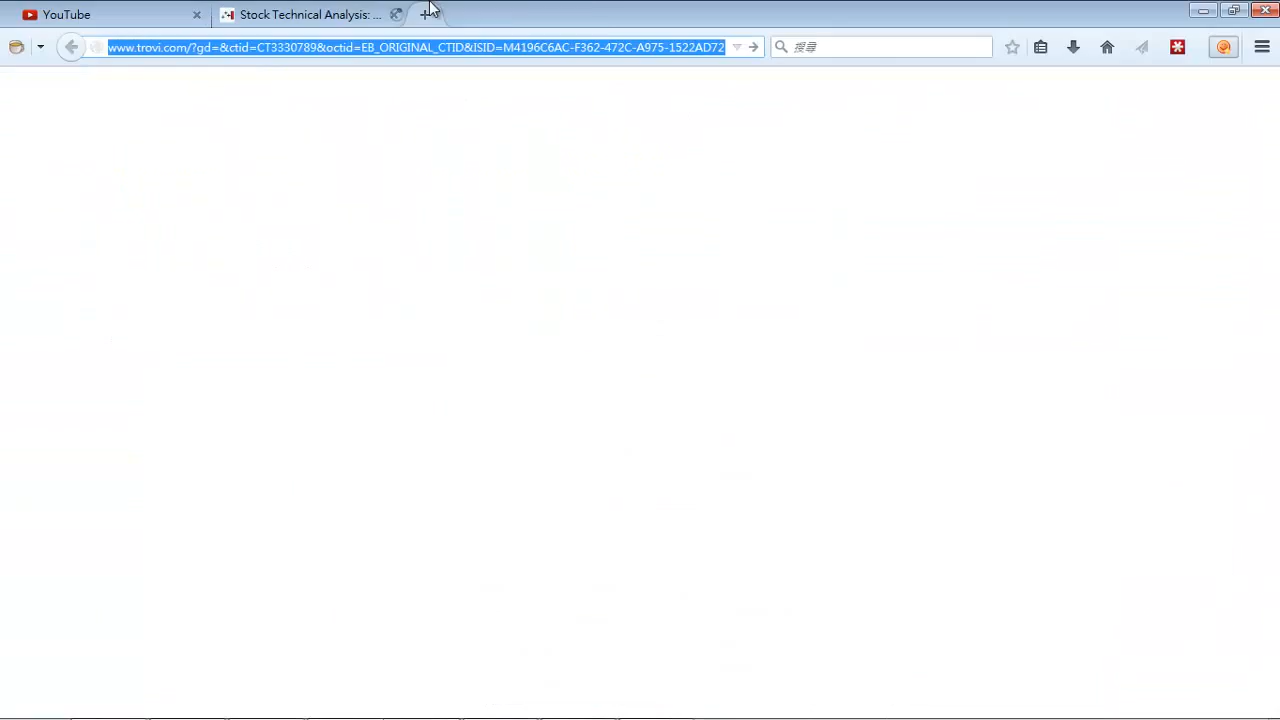 YouTube
Stock Technical Analysis: ...
www.trovi.com/?gd=&ctid=CT3330789&octid=EB_ORIGINAL_CTID&ISID=M4196C6AC-F362-472C-A975-1522AD72
搜尋